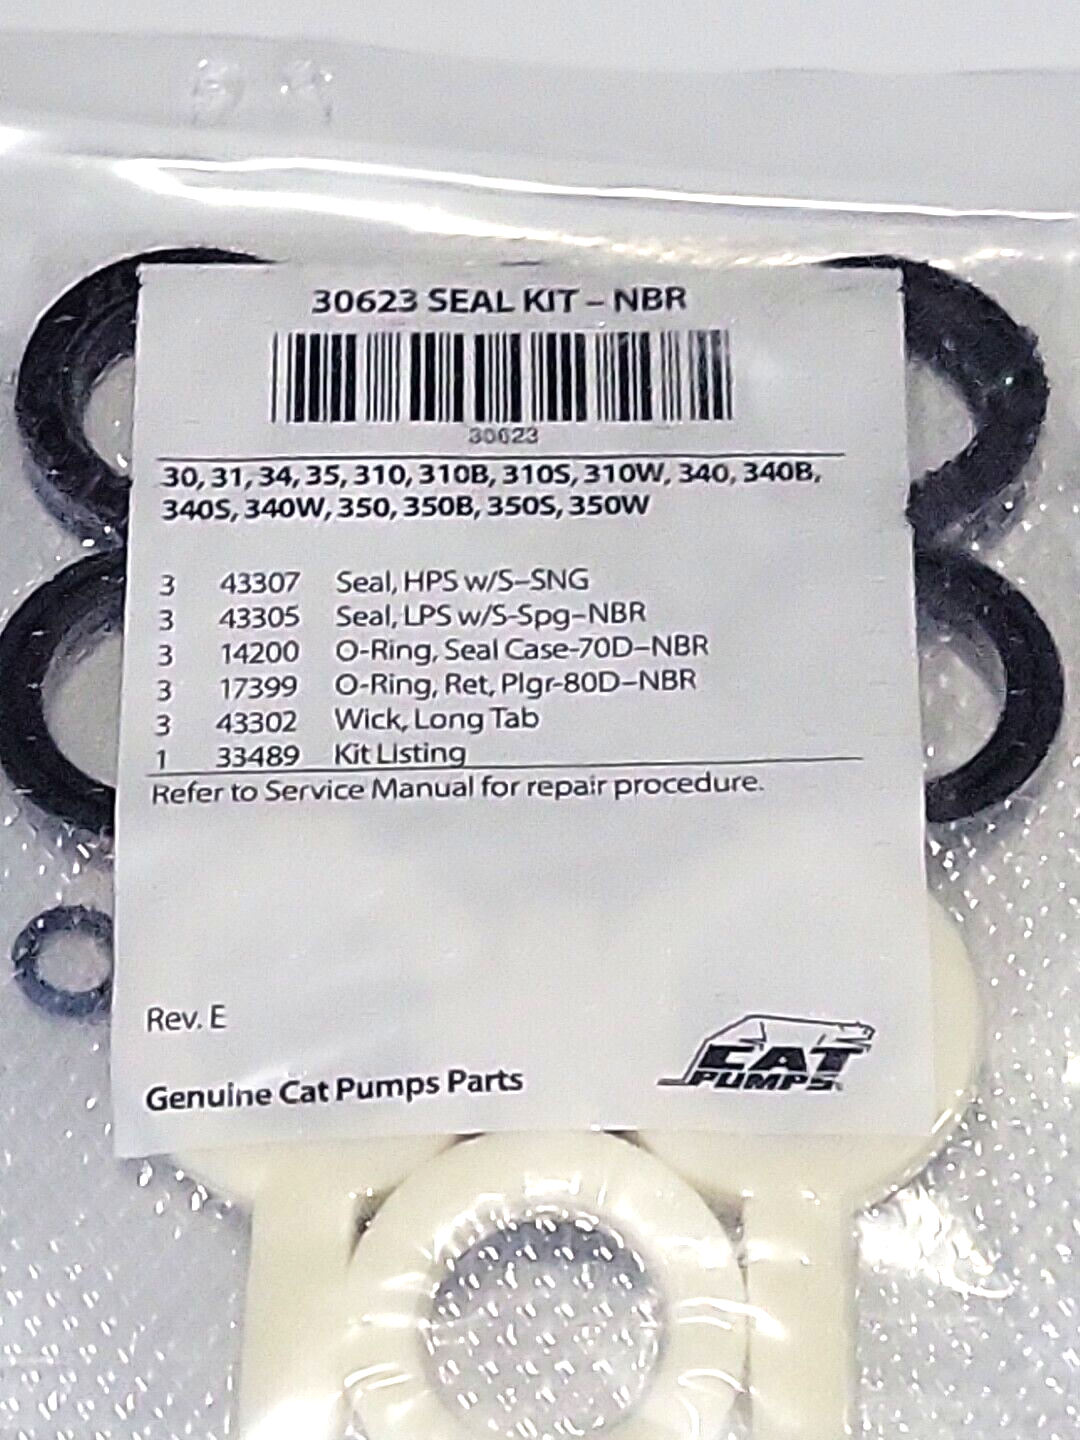 30623 SEAL KIT – NBR
30623
30, 31, 34, 35, 310, 310B, 310S, 310W, 340, 340B,
340S, 340W, 350, 350B, 350S, 350W
3 43307 Seal, HPS w/S–SNG
3 43305 Seal, LPS w/S-Spg–NBR
3 14200 O-Ring, Seal Case-70D–NBR
3 17399 O-Ring, Ret, Plgr-80D–NBR
3 43302 Wick, Long Tab
1 33489 Kit Listing
Refer to Service Manual for repair procedure.
Rev. E
CAT
PUMPS
Genuine Cat Pumps Parts